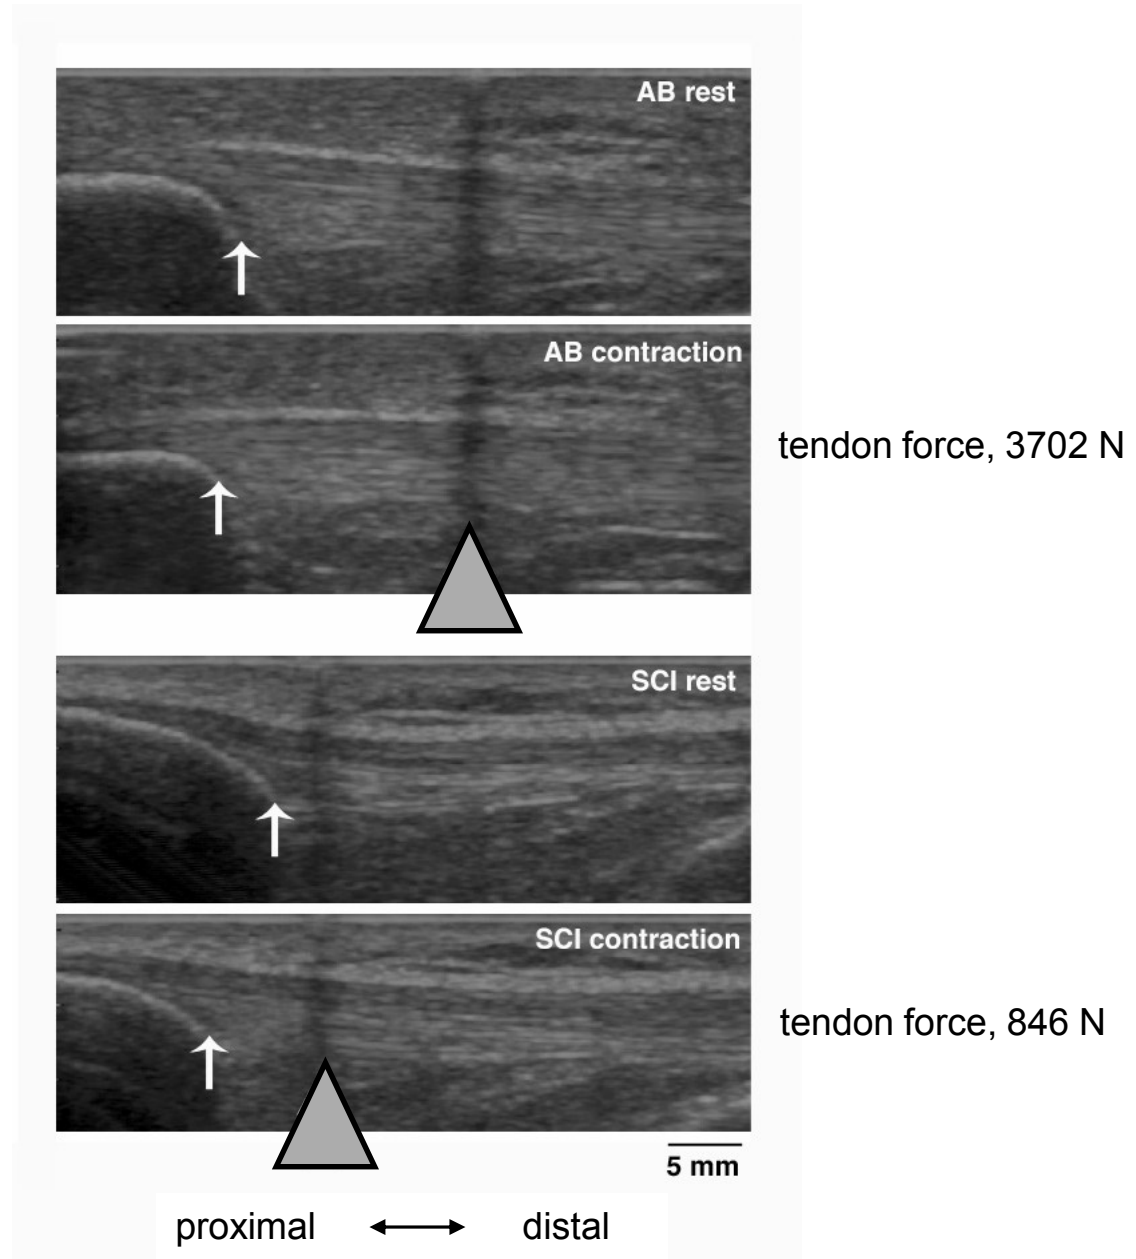 AB rest
AB contraction
tendon force, 3702 N
SCI rest
SCI contraction
tendon force, 846 N
5 mm
proximal
distal